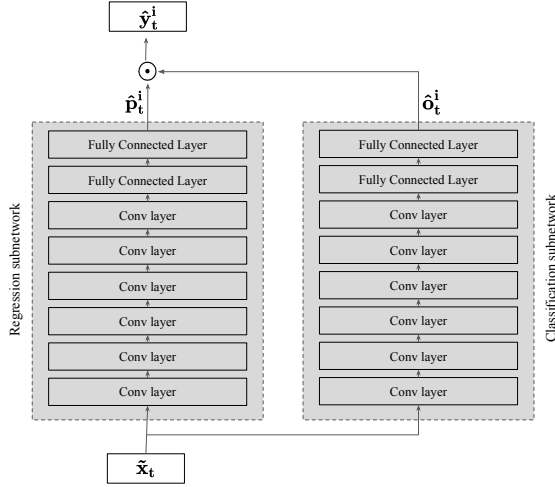 ŷ_t^i
⊙
p̂_t^i
ô_t^i
Regression subnetwork
Fully Connected Layer
Fully Connected Layer
Conv layer
Conv layer
Conv layer
Conv layer
Conv layer
Conv layer
Fully Connected Layer
Fully Connected Layer
Conv layer
Conv layer
Conv layer
Conv layer
Conv layer
Conv layer
Classification subnetwork
x̃_t